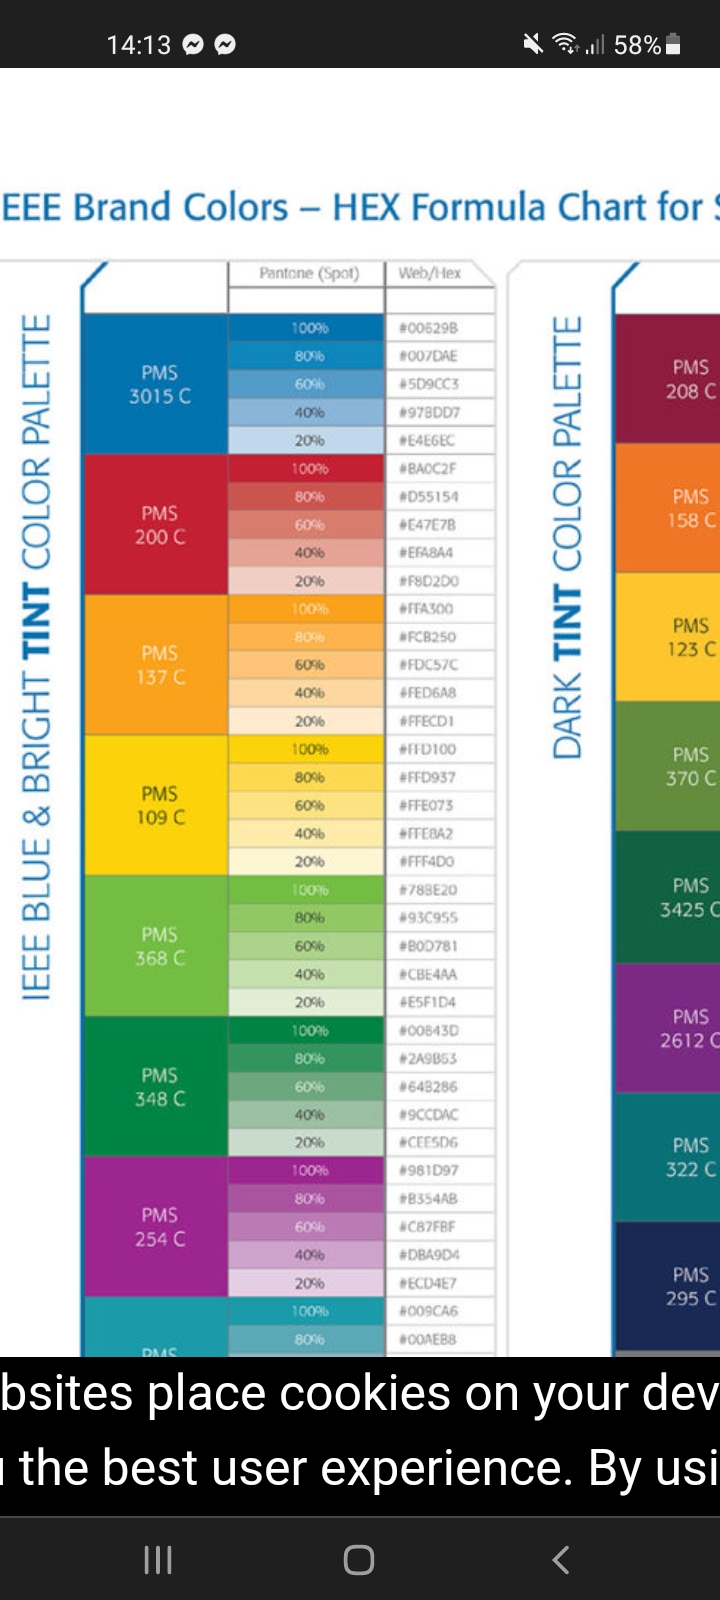 14:13
58%
EEE Brand Colors – HEX Formula Chart for S
IEEE BLUE & BRIGHT TINT COLOR PALETTE
Pantone (Spot) Web/Hex
PMS 3015 C
100% #00629B
80% #007DAE
60% #5D9CC3
40% #97BDD7
20% #E4E6EC
PMS 200 C
100% #BA0C2F
80% #D55154
60% #E47E7B
40% #EFA8A4
20% #F8D2D0
PMS 137 C
100% #FFA300
80% #FCB250
60% #FDC57C
40% #FED6A8
20% #FFECD1
PMS 109 C
100% #FFD100
80% #FFD937
60% #FFE073
40% #FFE8A2
20% #FFF4D0
PMS 368 C
100% #78BE20
80% #93C955
60% #B0D781
40% #CBE4AA
20% #E5F1D4
PMS 348 C
100% #00843D
80% #2A9B63
60% #64B286
40% #9CCDAC
20% #CEE5D6
PMS 254 C
100% #981D97
80% #B354AB
60% #C87FBF
40% #DBA9D4
20% #ECD4E7
PMS
100% #009CA6
80% #00AEB8
DARK TINT COLOR PALETTE
PMS
208 C
PMS
158 C
PMS
123 C
PMS
370 C
PMS
3425 C
PMS
2612 C
PMS
322 C
PMS
295 C
bsites place cookies on your dev
the best user experience. By usi